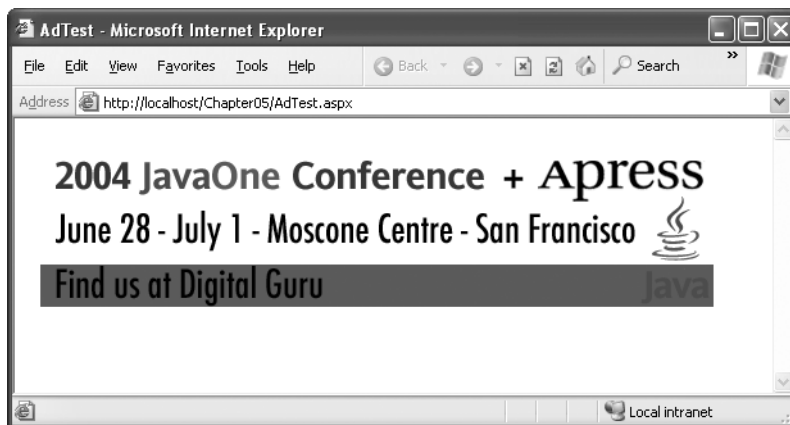 AdTest - Microsoft Internet Explorer
File Edit View Favorites Tools Help Back Search »
Address http://localhost/Chapter05/AdTest.aspx
2004 JavaOne Conference + Apress
June 28 - July 1 - Moscone Centre - San Francisco
Find us at Digital Guru Java
Local intranet